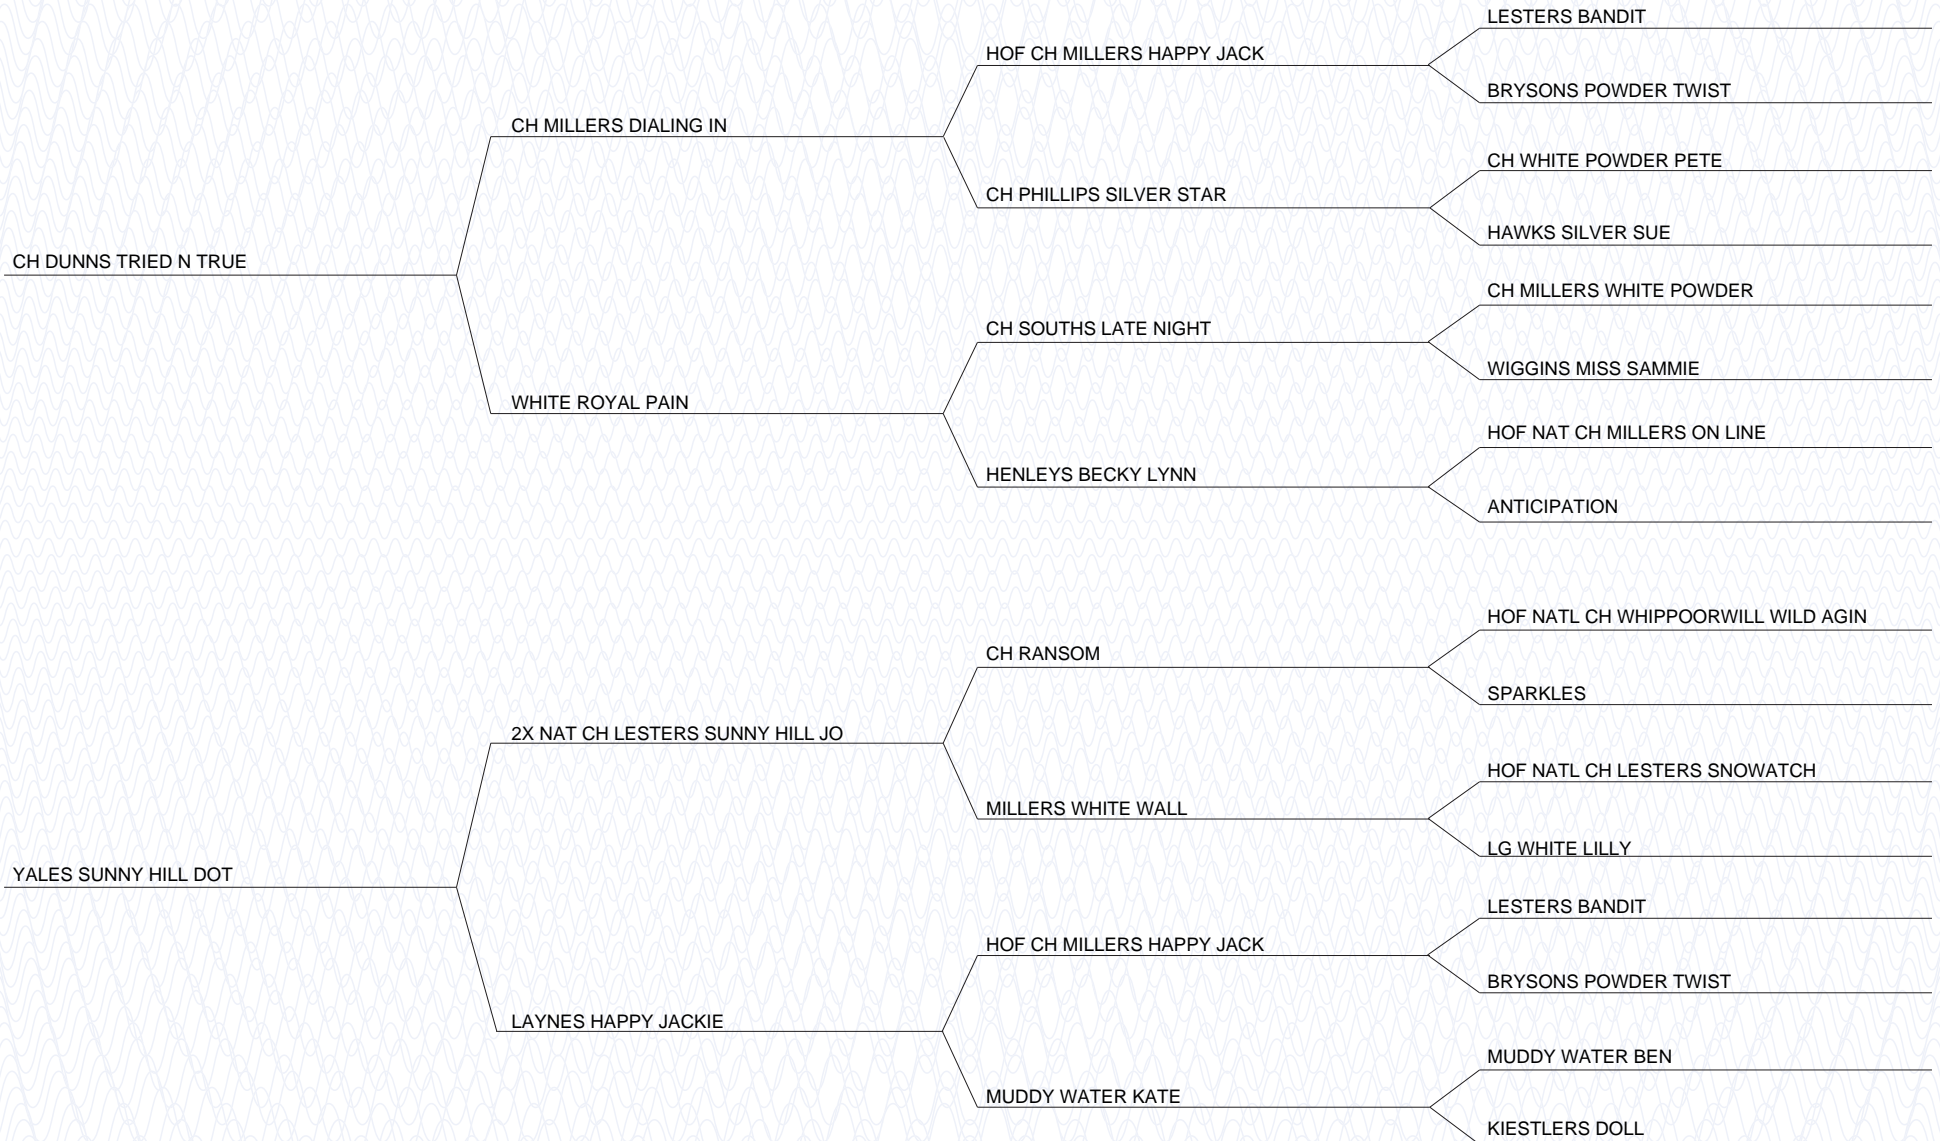 LESTERS BANDIT
HOF CH MILLERS HAPPY JACK
BRYSONS POWDER TWIST
CH MILLERS DIALING IN
CH WHITE POWDER PETE
CH PHILLIPS SILVER STAR
HAWKS SILVER SUE
CH DUNNS TRIED N TRUE
CH MILLERS WHITE POWDER
CH SOUTHS LATE NIGHT
WIGGINS MISS SAMMIE
WHITE ROYAL PAIN
HOF NAT CH MILLERS ON LINE
HENLEYS BECKY LYNN
ANTICIPATION
HOF NATL CH WHIPPOORWILL WILD AGIN
CH RANSOM
SPARKLES
2X NAT CH LESTERS SUNNY HILL JO
HOF NATL CH LESTERS SNOWATCH
MILLERS WHITE WALL
LG WHITE LILLY
YALES SUNNY HILL DOT
LESTERS BANDIT
HOF CH MILLERS HAPPY JACK
BRYSONS POWDER TWIST
LAYNES HAPPY JACKIE
MUDDY WATER BEN
MUDDY WATER KATE
KIESTLERS DOLL